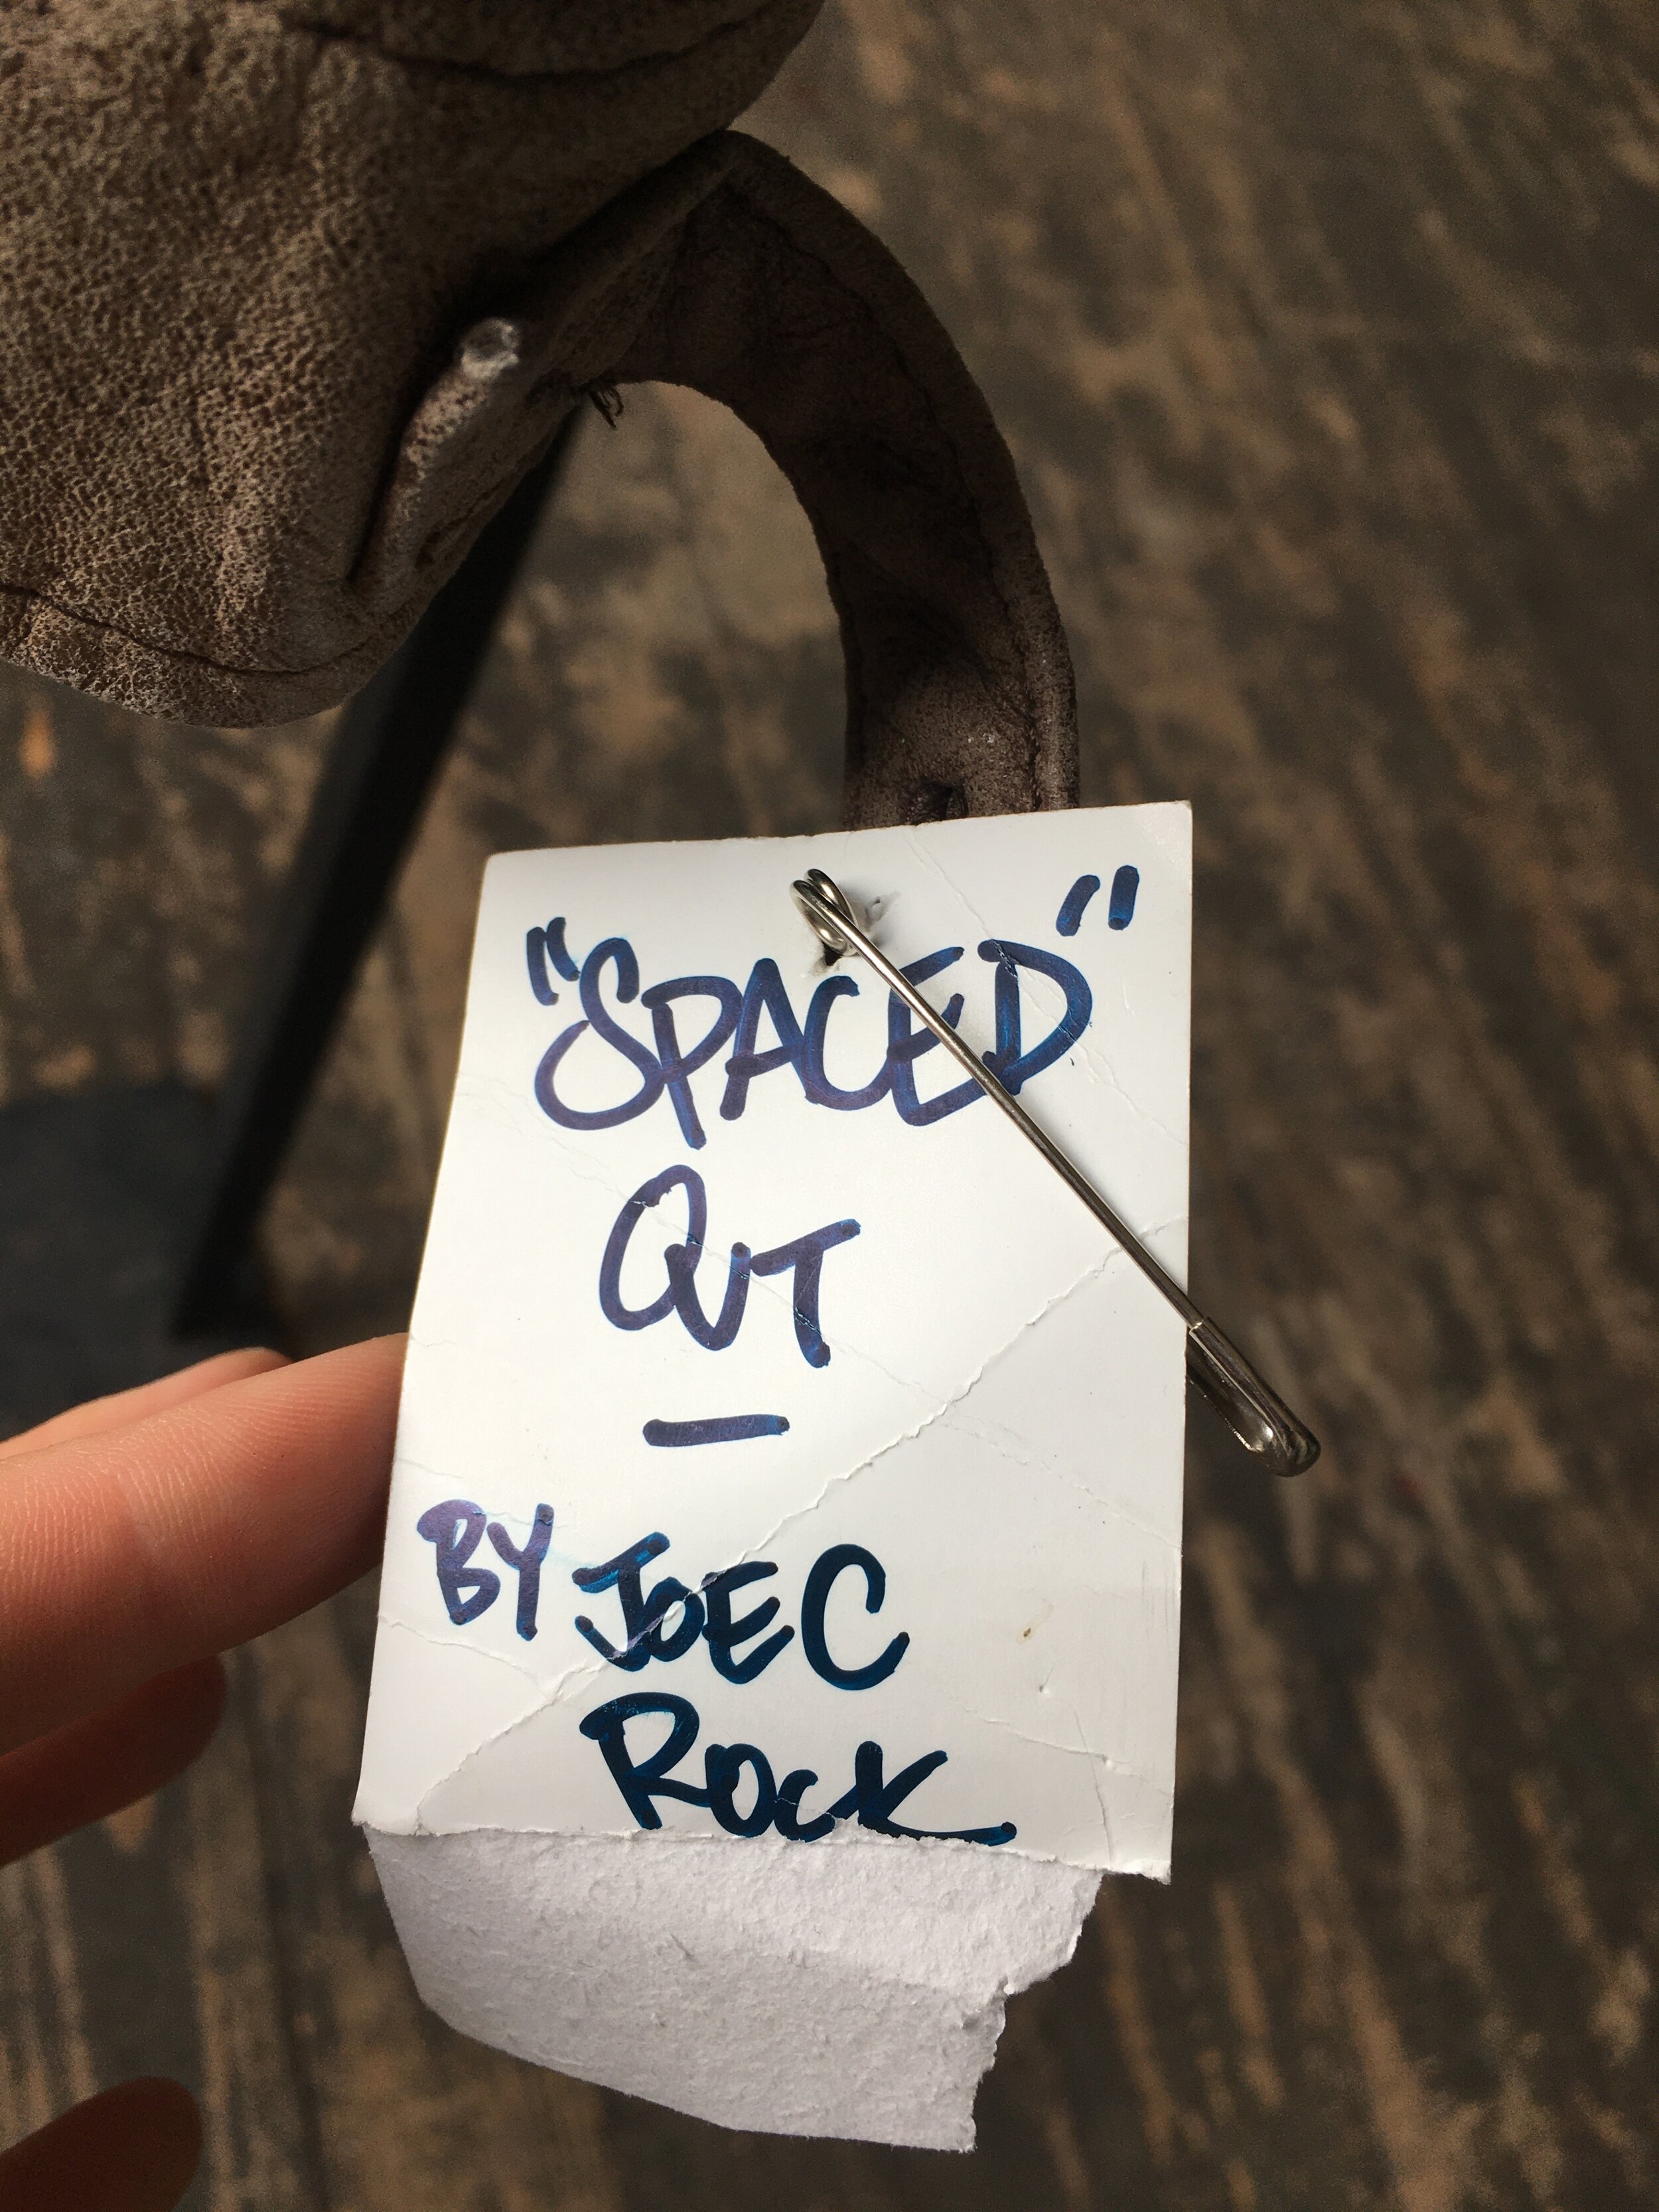 "SPACED"
OUT
—
BY JOEC
ROCK